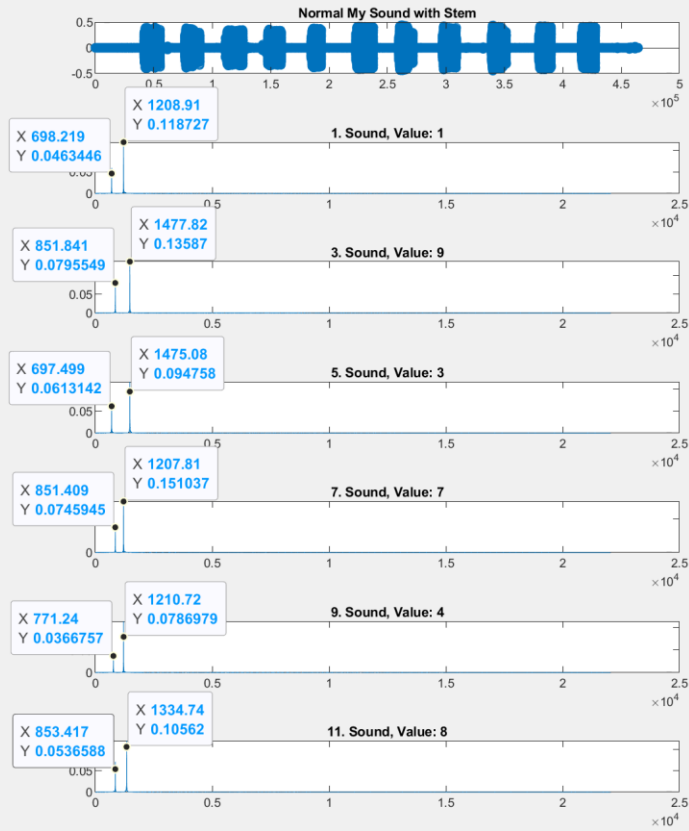 Normal My Sound with Stem
0.5
0
-0.5
0 0.5 1 1.5 2 2.5 3 3.5 4 4.5 5
×10^5
X 1208.91
Y 0.118727
X 698.219
Y 0.0463446
1. Sound, Value: 1
0.05
0
0 0.5 1 1.5 2 2.5
×10^4
X 1477.82
Y 0.13587
X 851.841
Y 0.0795549
3. Sound, Value: 9
0.05
0
0 0.5 1 1.5 2 2.5
×10^4
X 1475.08
Y 0.094758
X 697.499
Y 0.0613142
5. Sound, Value: 3
0.05
0
0 0.5 1 1.5 2 2.5
×10^4
X 1207.81
Y 0.151037
X 851.409
Y 0.0745945
7. Sound, Value: 7
0
0 0.5 1 1.5 2 2.5
×10^4
X 1210.72
Y 0.0786979
X 771.24
Y 0.0366757
9. Sound, Value: 4
0
0 0.5 1 1.5 2 2.5
×10^4
X 1334.74
Y 0.10562
X 853.417
Y 0.0536588
11. Sound, Value: 8
0.05
0
0 0.5 1 1.5 2 2.5
×10^4